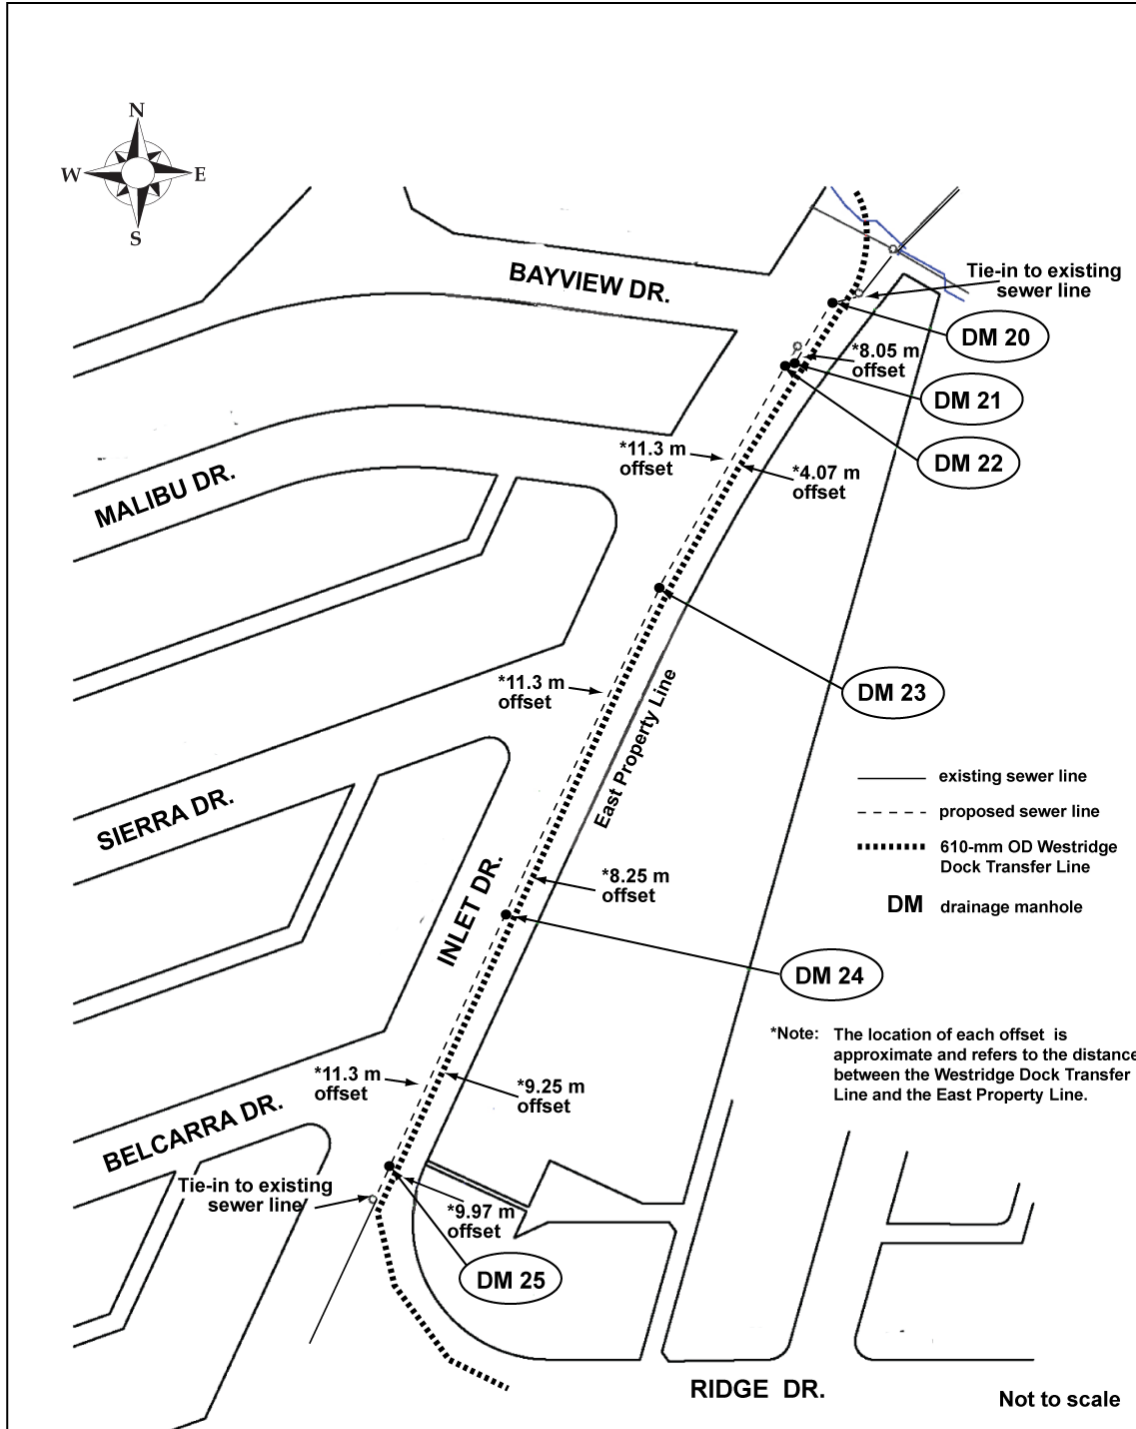 N
W
E
S
BAYVIEW DR.
Tie-in to existing
sewer line
DM 20
*8.05 m
offset
DM 21
DM 22
*11.3 m
offset
*4.07 m
offset
MALIBU DR.
DM 23
*11.3 m
offset
East Property Line
SIERRA DR.
existing sewer line
proposed sewer line
610-mm OD Westridge
Dock Transfer Line
DM
drainage manhole
*8.25 m
offset
INLET DR.
DM 24
*Note: The location of each offset is
approximate and refers to the distance
between the Westridge Dock Transfer
Line and the East Property Line.
*11.3 m
offset
*9.25 m
offset
BELCARRA DR.
Tie-in to existing
sewer line
*9.97 m
offset
DM 25
RIDGE DR.
Not to scale